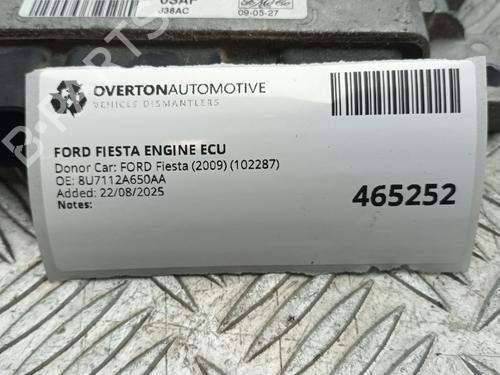 0SAF
J38AC
09-05-27
OVERTONAUTOMOTIVE
VEHICLES DISMANTLERS
FORD FIESTA ENGINE ECU
Donor Car: FORD Fiesta (2009) (102287)
OE: 8U7112A650AA
Added: 22/08/2025
Notes:
465252